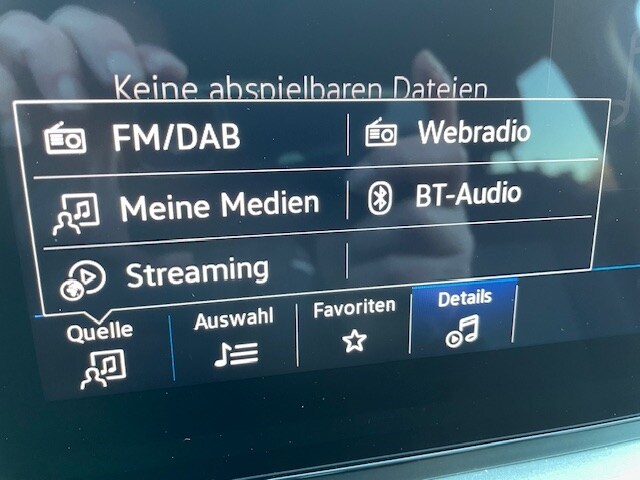 Keine abspielbaren Dateien
FM/DAB
Webradio
Meine Medien
BT-Audio
Streaming
Quelle
Auswahl
Favoriten
Details